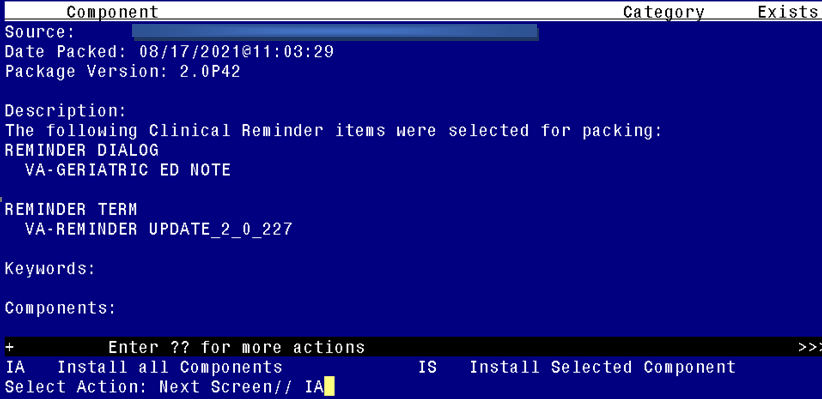 Component Category Exists
Source:
Date Packed: 08/17/2021@11:03:29
Package Version: 2.0P42
Description:
The following Clinical Reminder items were selected for packing:
REMINDER DIALOG
VA-GERIATRIC ED NOTE
REMINDER TERM
VA-REMINDER UPDATE_2_0_227
Keywords:
Components:
+ Enter ?? for more actions >>>
IA Install all Components IS Install Selected Component
Select Action: Next Screen// IA